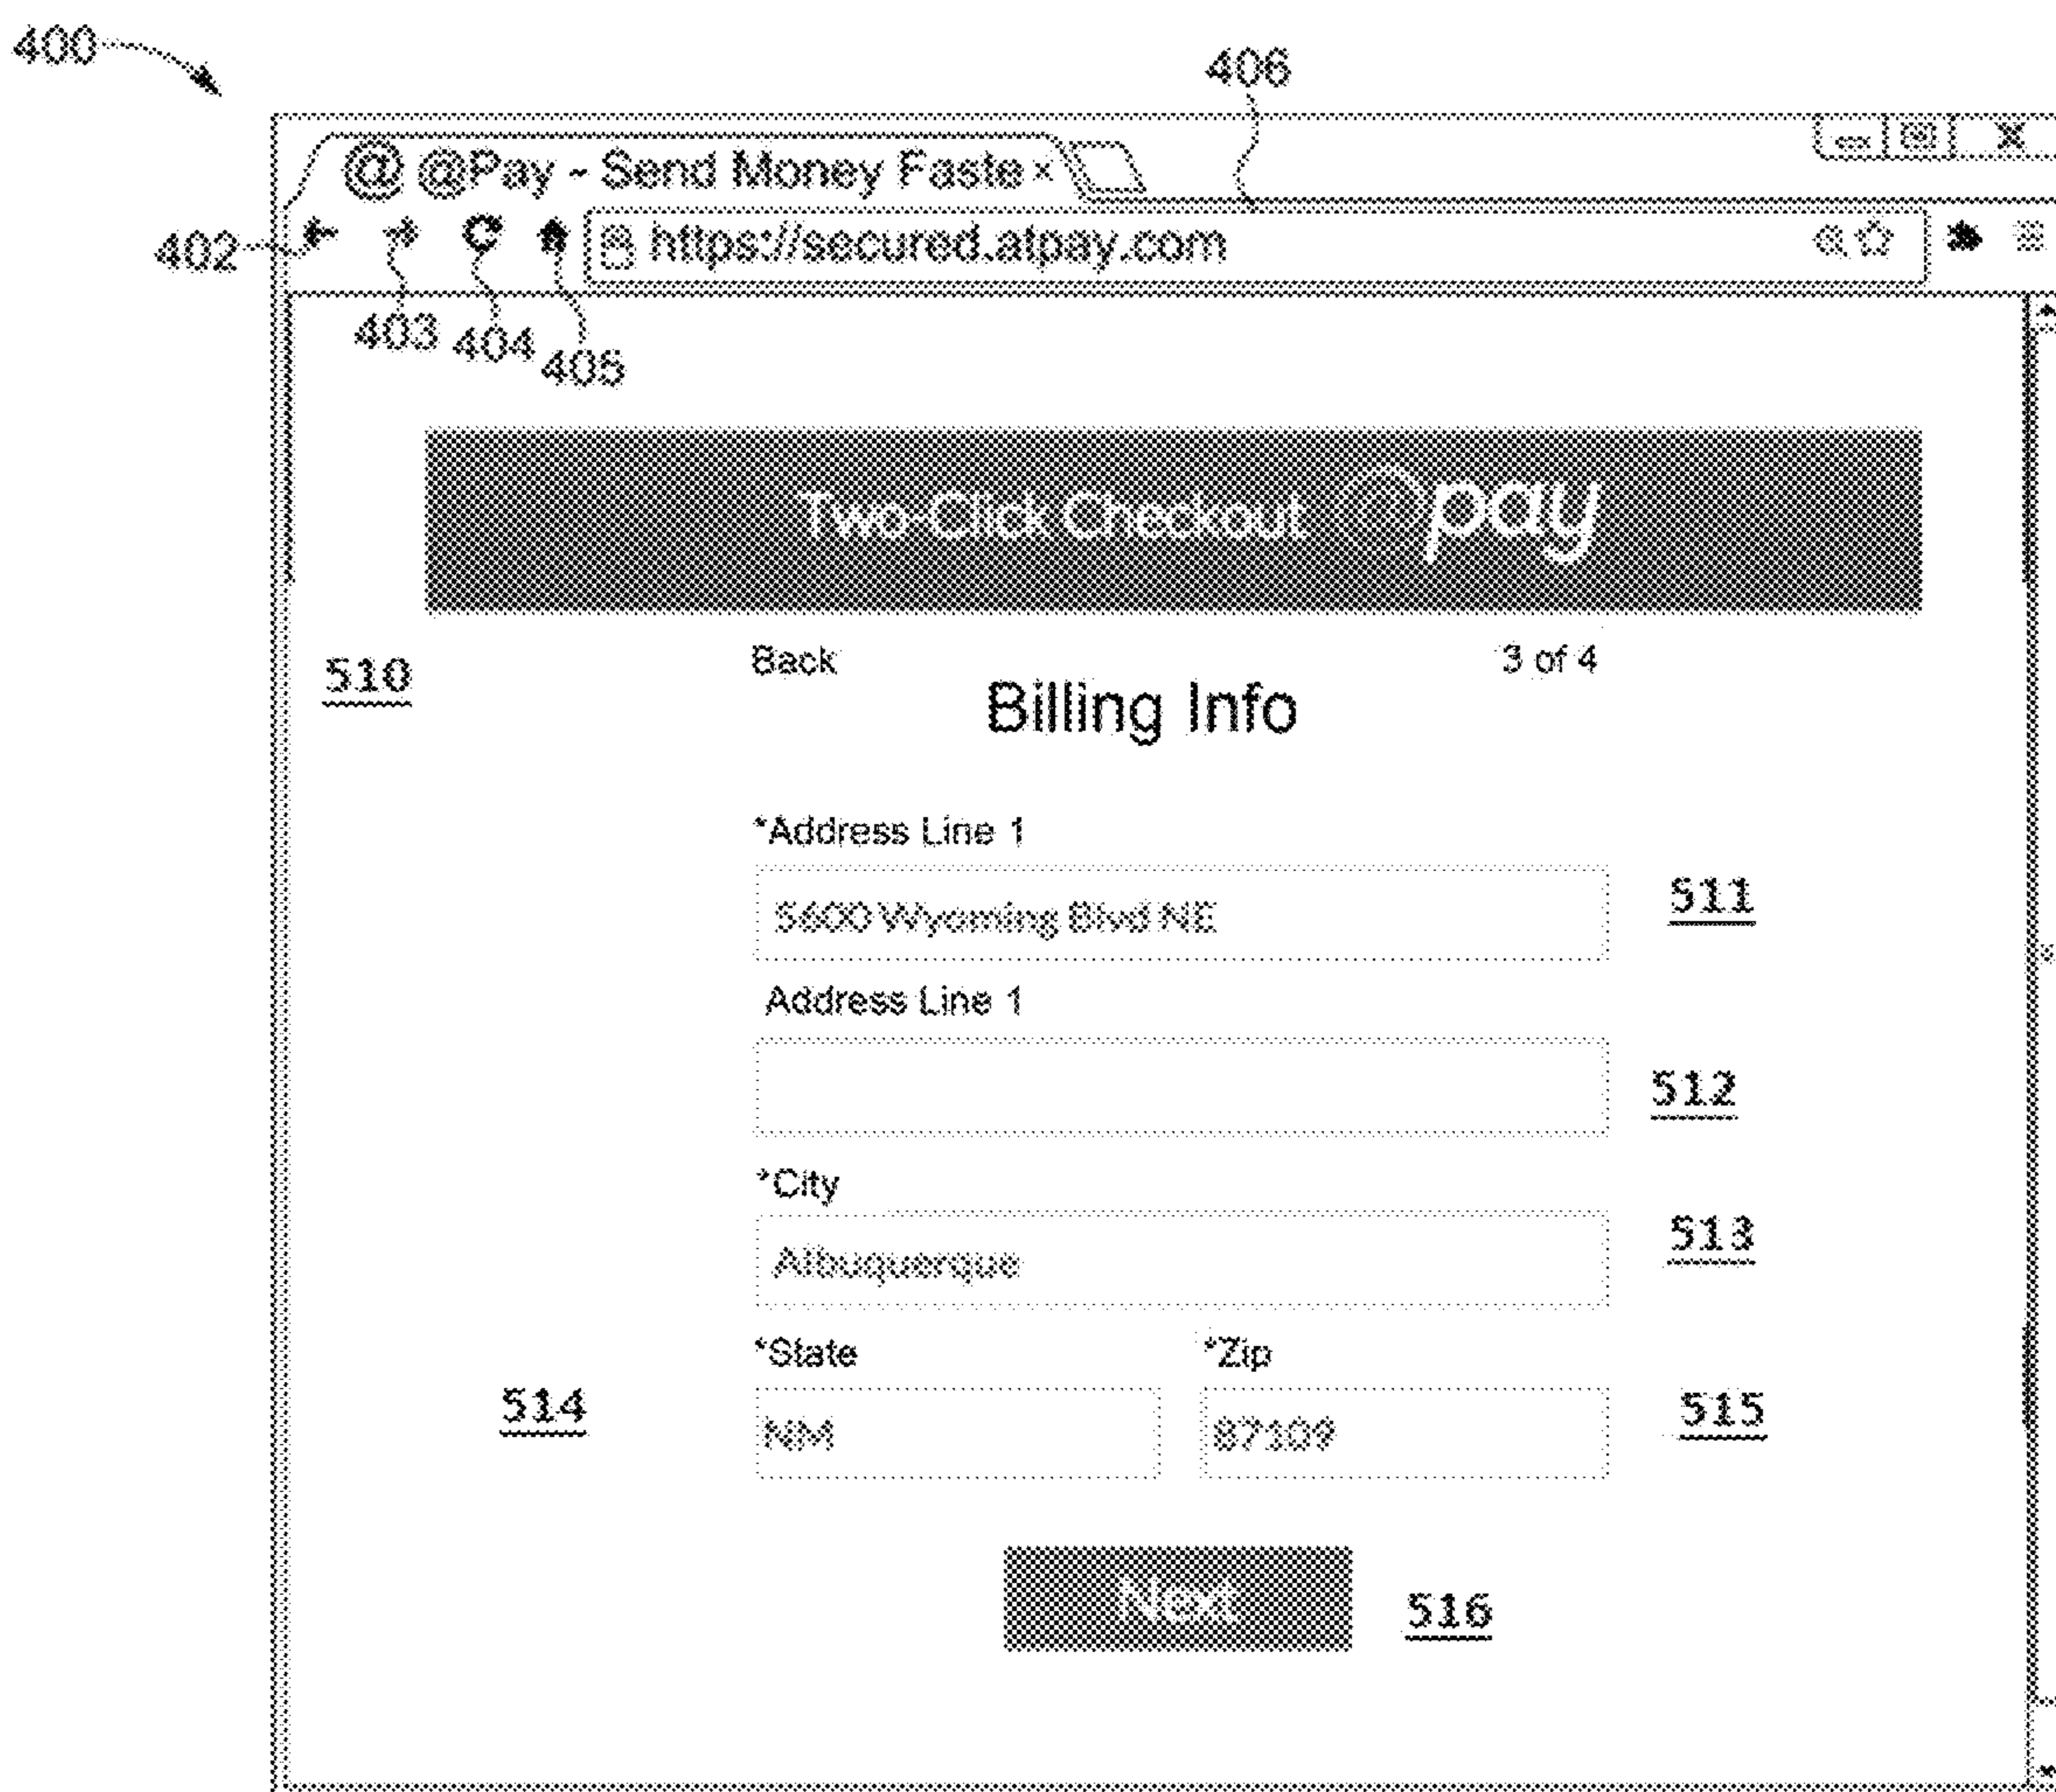 400
406
@ @Pay - Send Money Faste x
402
https://secured.atpay.com
403 404 405
Two-Click Checkout @pay
Back 3 of 4
510
Billing Info
*Address Line 1
5600 Wyoming Blvd NE 511
Address Line 1
512
*City
Albuquerque 513
*State *Zip
514 NM 87109 515
Next 516